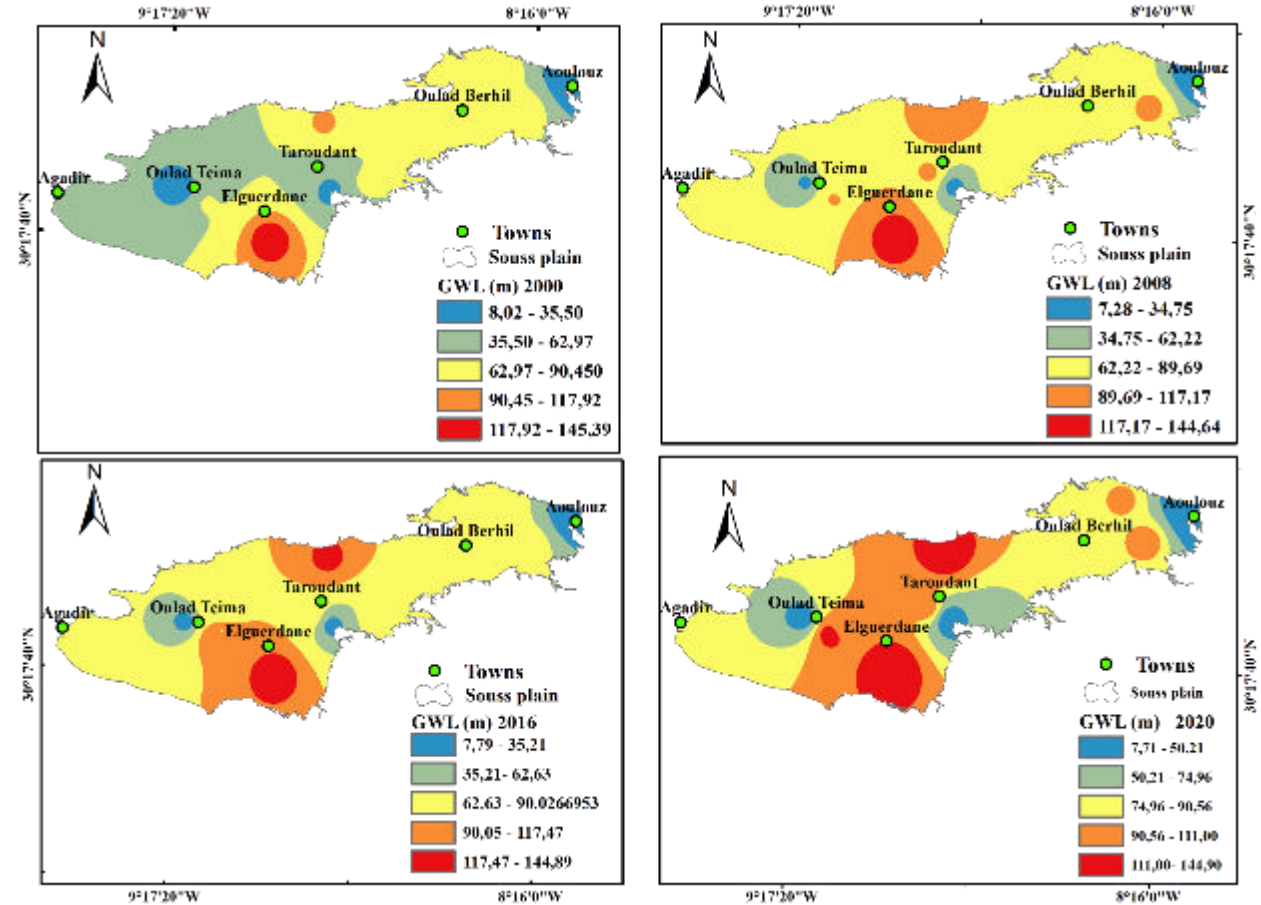 9°17'20"W 8°16'0"W
N
Aoulouz
Oulad Berhil
Taroudant
Oulad Teima
Agadir
Elguerdane
30°17'40"N
Towns
Souss plain
GWL (m) 2000
8,02 - 35,50
35,50 - 62,97
62,97 - 90,450
90,45 - 117,92
117,92 - 145,39
9°17'20"W 8°16'0"W
N
Aoulouz
Oulad Berhil
Taroudant
Oulad Teima
Agadir
Elguerdane
30°17'40"N
Towns
Souss plain
GWL (m) 2008
7,28 - 34,75
34,75 - 62,22
62,22 - 89,69
89,69 - 117,17
117,17 - 144,64
N
Aoulouz
Oulad Berhil
Taroudant
Oulad Teima
Agadir
Elguerdane
30°17'40"N
Towns
Souss plain
GWL (m) 2016
7,79 - 35,21
35,21- 62,63
62,63 - 90,0266953
90,05 - 117,47
117,47 - 144,89
9°17'20"W 8°16'0"W
N
Aoulouz
Oulad Berhil
Taroudant
Oulad Teima
Agadir
Elguerdane
30°17'40"N
Towns
Souss plain
GWL (m) 2020
7,71 - 50,21
50,21 - 74,96
74,96 - 90,56
90,56 - 111,00
111,00- 144,90
9°17'20"W 8°16'0"W